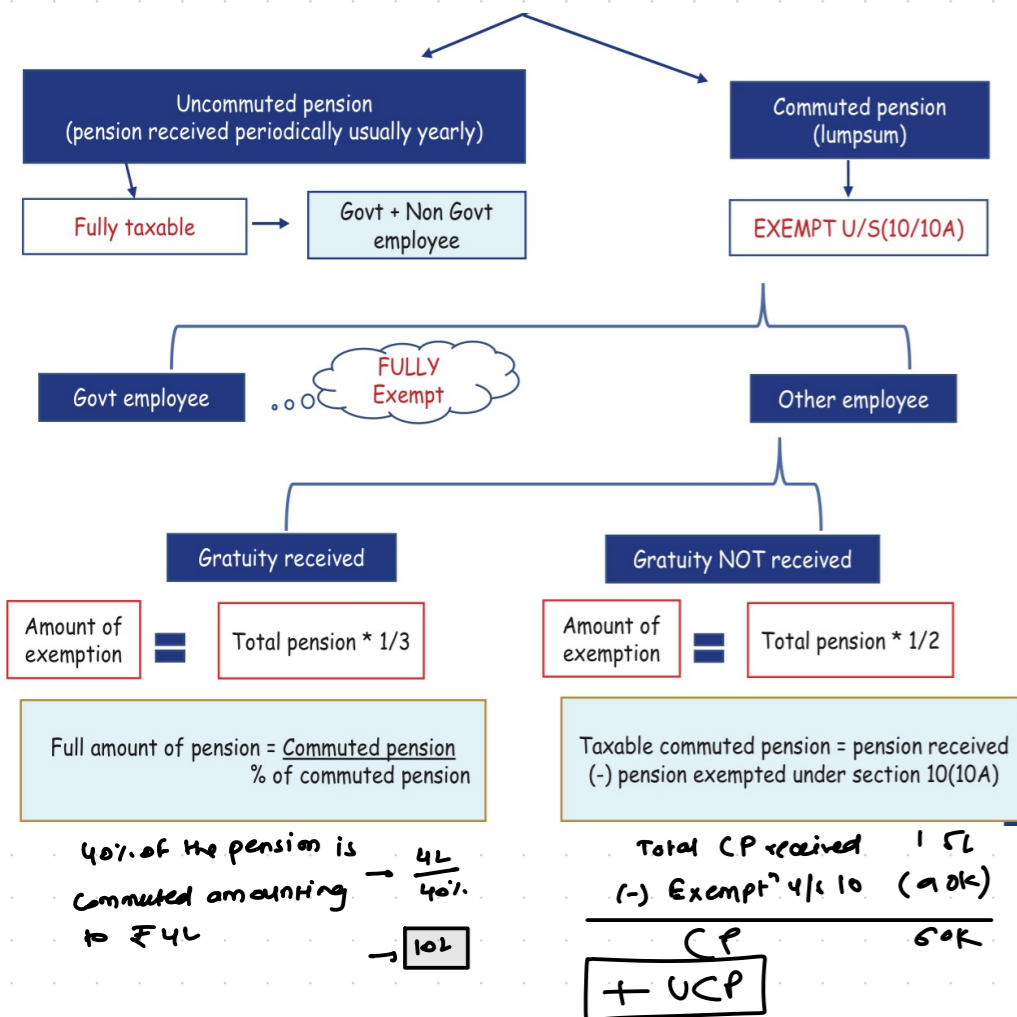 Uncommuted pension
(pension received periodically usually yearly)
Commuted pension
(lumpsum)
Fully taxable
Govt + Non Govt
employee
EXEMPT U/S(10/10A)
Govt employee
FULLY
Exempt
Other employee
Gratuity received
Gratuity NOT received
Amount of
exemption
=
Total pension * 1/3
Amount of
exemption
=
Total pension * 1/2
Full amount of pension = Commuted pension
% of commuted pension
Taxable commuted pension = pension received
(-) pension exempted under section 10(10A)
40% of the pension is
commuted amounting
to ₹4L
→ 4L
40%
→ 10L
Total CP received 1 5L
(-) Exemptⁿ u/s 10 (90K)
CP 60K
+ UCP